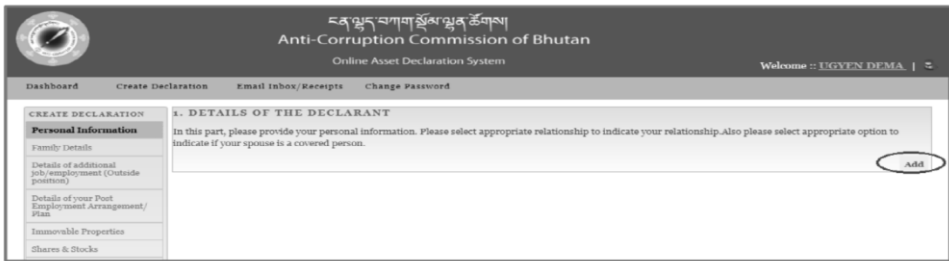 ངན་ལྷད་བཀག་སྡོམ་ལྷན་ཚོགས།
Anti-Corruption Commission of Bhutan
Online Asset Declaration System
Welcome :: UGYEN DEMA |
Dashboard Create Declaration Email Inbox/Receipts Change Password
CREATE DECLARATION
Personal Information
Family Details
Details of additional
job/employment (Outside
position)
Details of your Post
Employment Arrangement/
Plan
Immovable Properties
Shares & Stocks
1. DETAILS OF THE DECLARANT
In this part, please provide your personal information. Please select appropriate relationship to indicate your relationship.Also please select appropriate option to
indicate if your spouse is a covered person.
Add